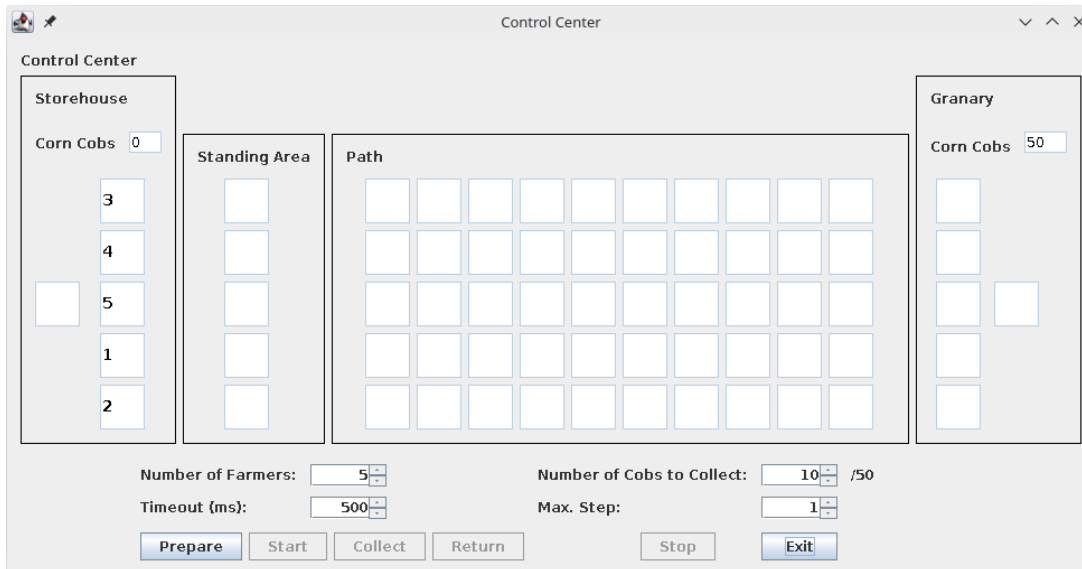 Control Center
Control Center
Storehouse
Granary
Corn Cobs 0
Corn Cobs 50
Standing Area
Path
3
4
5
1
2
Number of Farmers: 5
Number of Cobs to Collect: 10 /50
Timeout (ms): 500
Max. Step: 1
Prepare Start Collect Return Stop Exit